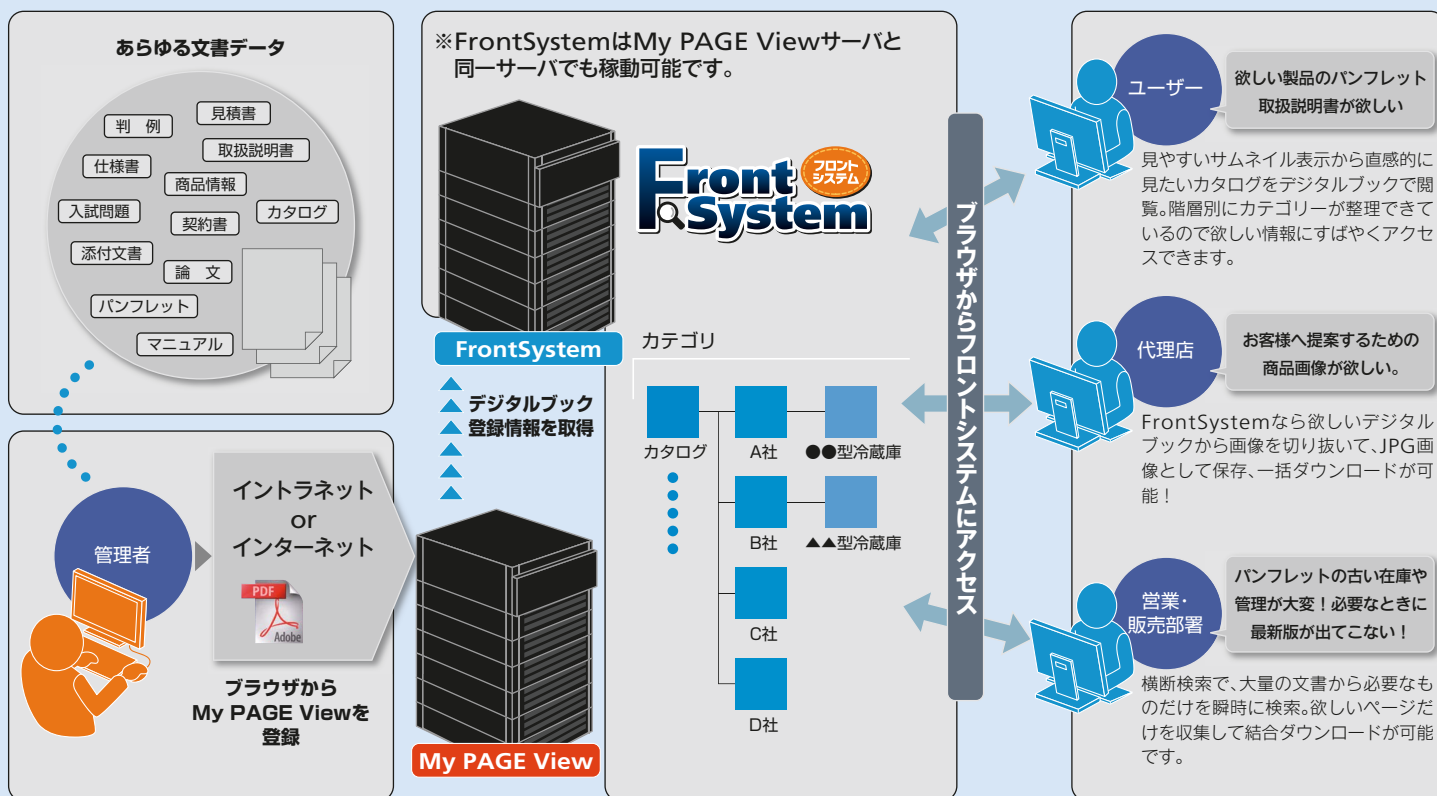 あらゆる文書データ
判 例
見積書
仕様書
取扱説明書
商品情報
入試問題
契約書
カタログ
添付文書
論 文
パンフレット
マニュアル
管理者
イントラネット
or
インターネット
PDF
Adobe
ブラウザから
My PAGE Viewを
登録
※FrontSystemはMy PAGE Viewサーバと
同一サーバでも稼動可能です。
Front
System
フロント
システム
FrontSystem
デジタルブック
登録情報を取得
My PAGE View
カテゴリ
カタログ
A社
●●型冷蔵庫
B社
▲▲型冷蔵庫
C社
D社
ブラウザからフロントシステムにアクセス
ユーザー
欲しい製品のパンフレット
取扱説明書が欲しい
見やすいサムネイル表示から直感的に
見たいカタログをデジタルブックで閲
覧。階層別にカテゴリーが整理できて
いるので欲しい情報にすばやくアクセ
スできます。
代理店
お客様へ提案するための
商品画像が欲しい。
FrontSystemなら欲しいデジタル
ブックから画像を切り抜いて、JPG画
像として保存、一括ダウンロードが可
能！
営業・
販売部署
パンフレットの古い在庫や
管理が大変！必要なときに
最新版が出てこない！
横断検索で、大量の文書から必要なも
のだけを瞬時に検索。欲しいページだ
けを収集して結合ダウンロードが可能
です。